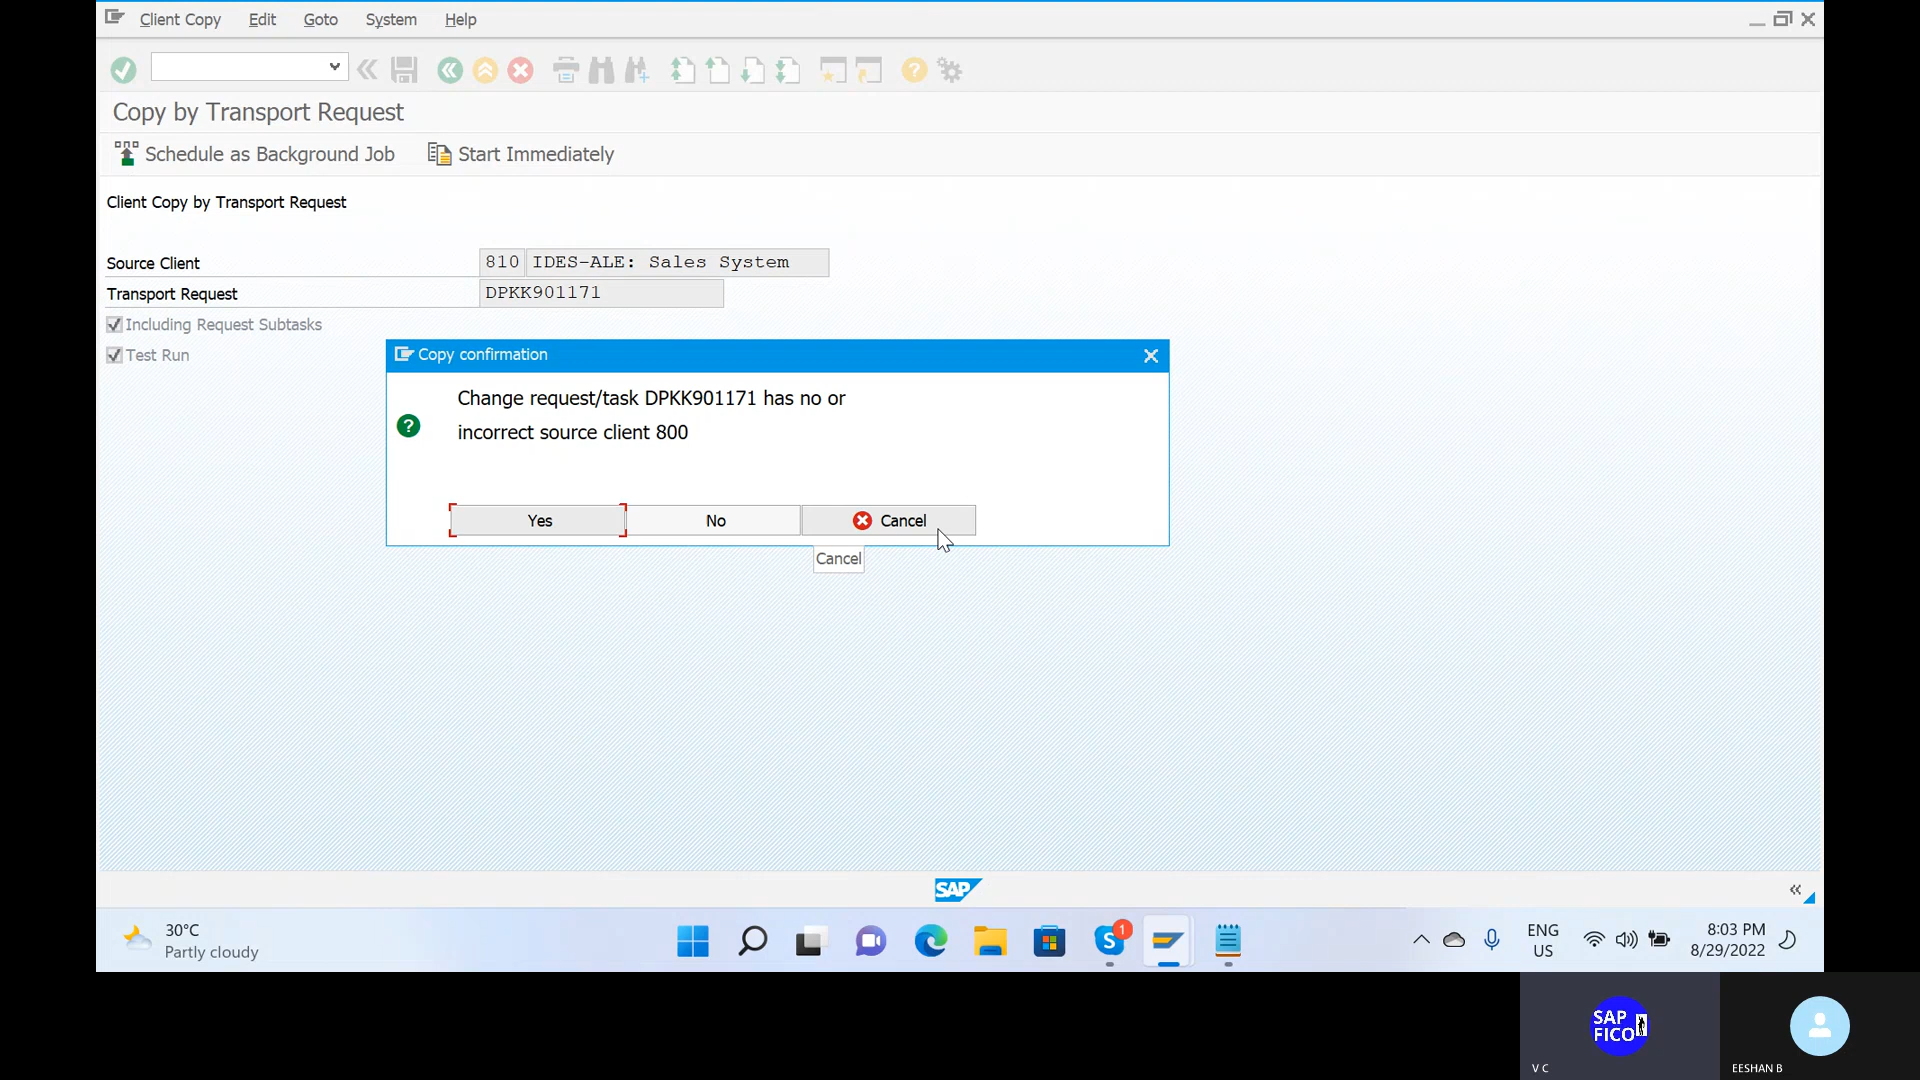 Client Copy Edit Goto System Help
Copy by Transport Request
Schedule as Background Job Start Immediately
Client Copy by Transport Request
Source Client 810 IDES-ALE: Sales System
Transport Request DPKK901171
Including Request Subtasks
Test Run
Copy confirmation
Change request/task DPKK901171 has no or
incorrect source client 800
Yes No Cancel
Cancel
SAP
30°C
Partly cloudy
S 1
ENG
US
8:03 PM
8/29/2022
SAP
FICO
V C
EESHAN B